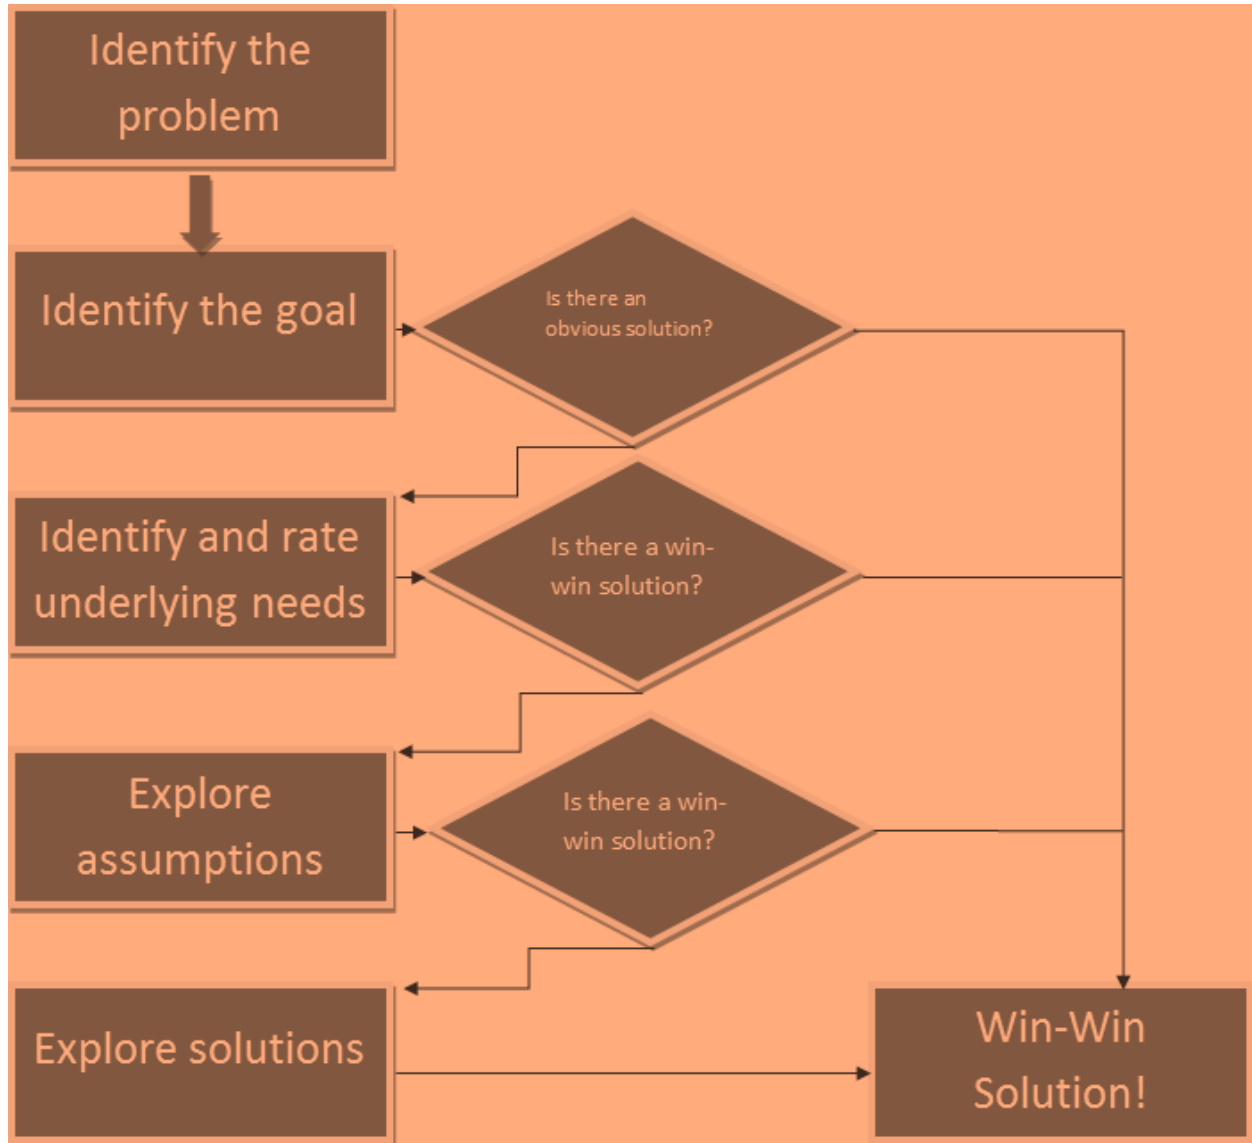 Identify the
problem
Identify the goal
Is there an
obvious solution?
Identify and rate
underlying needs
Is there a win-
win solution?
Explore
assumptions
Is there a win-
win solution?
Explore solutions
Win-Win
Solution!